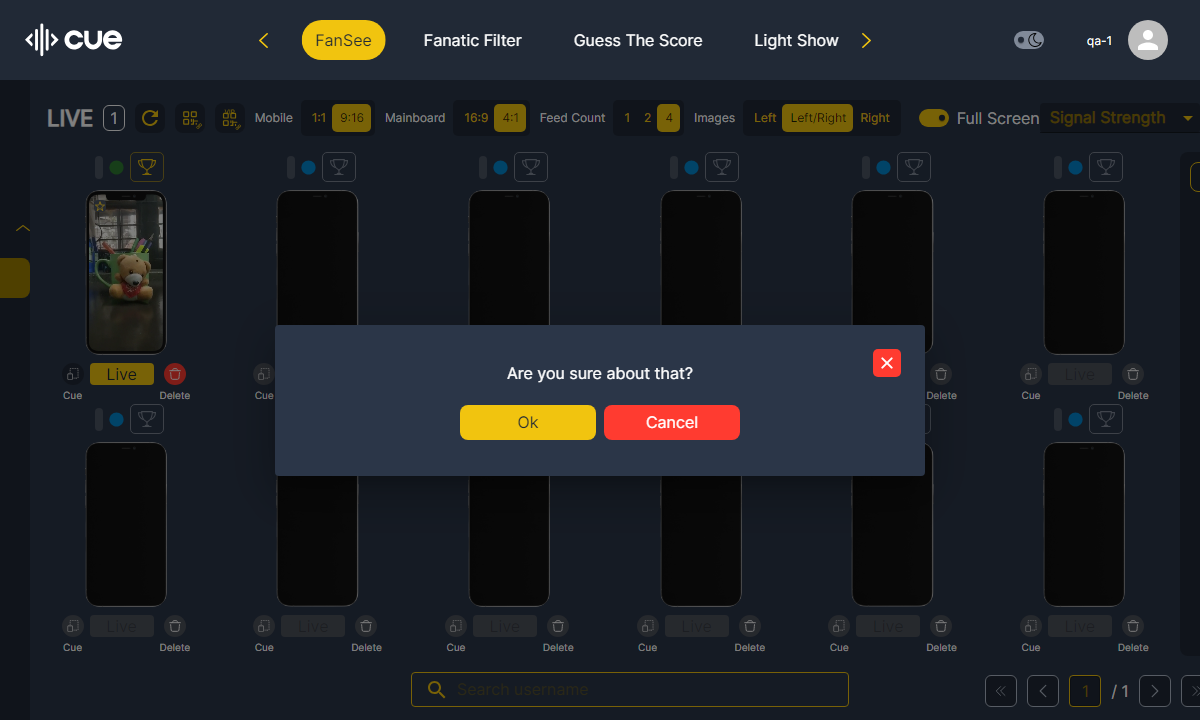 CUE
FanSee
Fanatic Filter
Guess The Score
Light Show
qa-1
LIVE 1
Mobile 1:1 9:16
Mainboard 16:9 4:1
Feed Count 1 2 4
Images Left Left/Right Right
Full Screen
Signal Strength
Live
Live
Cue Delete Cue Delete Cue Delete
Are you sure about that?
Ok Cancel
Live Live Live Live Live Live
Cue Delete Cue Delete Cue Delete Cue Delete Cue Delete Cue Delete
Search username
1 / 1